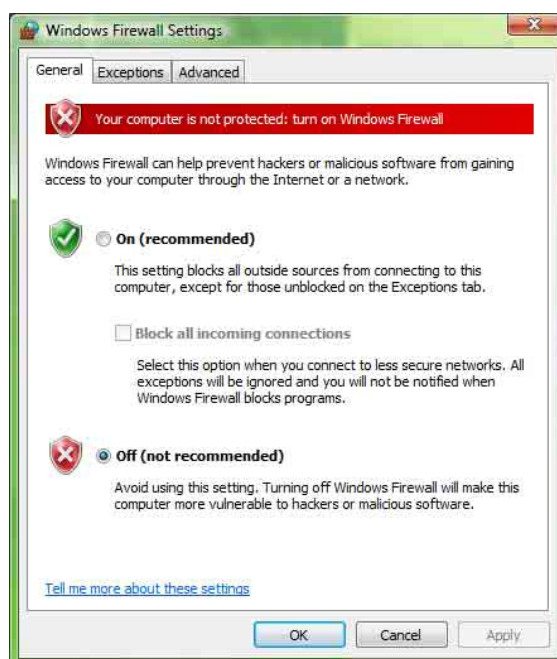 Windows Firewall Settings
General Exceptions Advanced
Your computer is not protected: turn on Windows Firewall
Windows Firewall can help prevent hackers or malicious software from gaining
access to your computer through the Internet or a network.
On (recommended)
This setting blocks all outside sources from connecting to this
computer, except for those unblocked on the Exceptions tab.
Block all incoming connections
Select this option when you connect to less secure networks. All
exceptions will be ignored and you will not be notified when
Windows Firewall blocks programs.
Off (not recommended)
Avoid using this setting. Turning off Windows Firewall will make this
computer more vulnerable to hackers or malicious software.
Tell me more about these settings
OK Cancel Apply